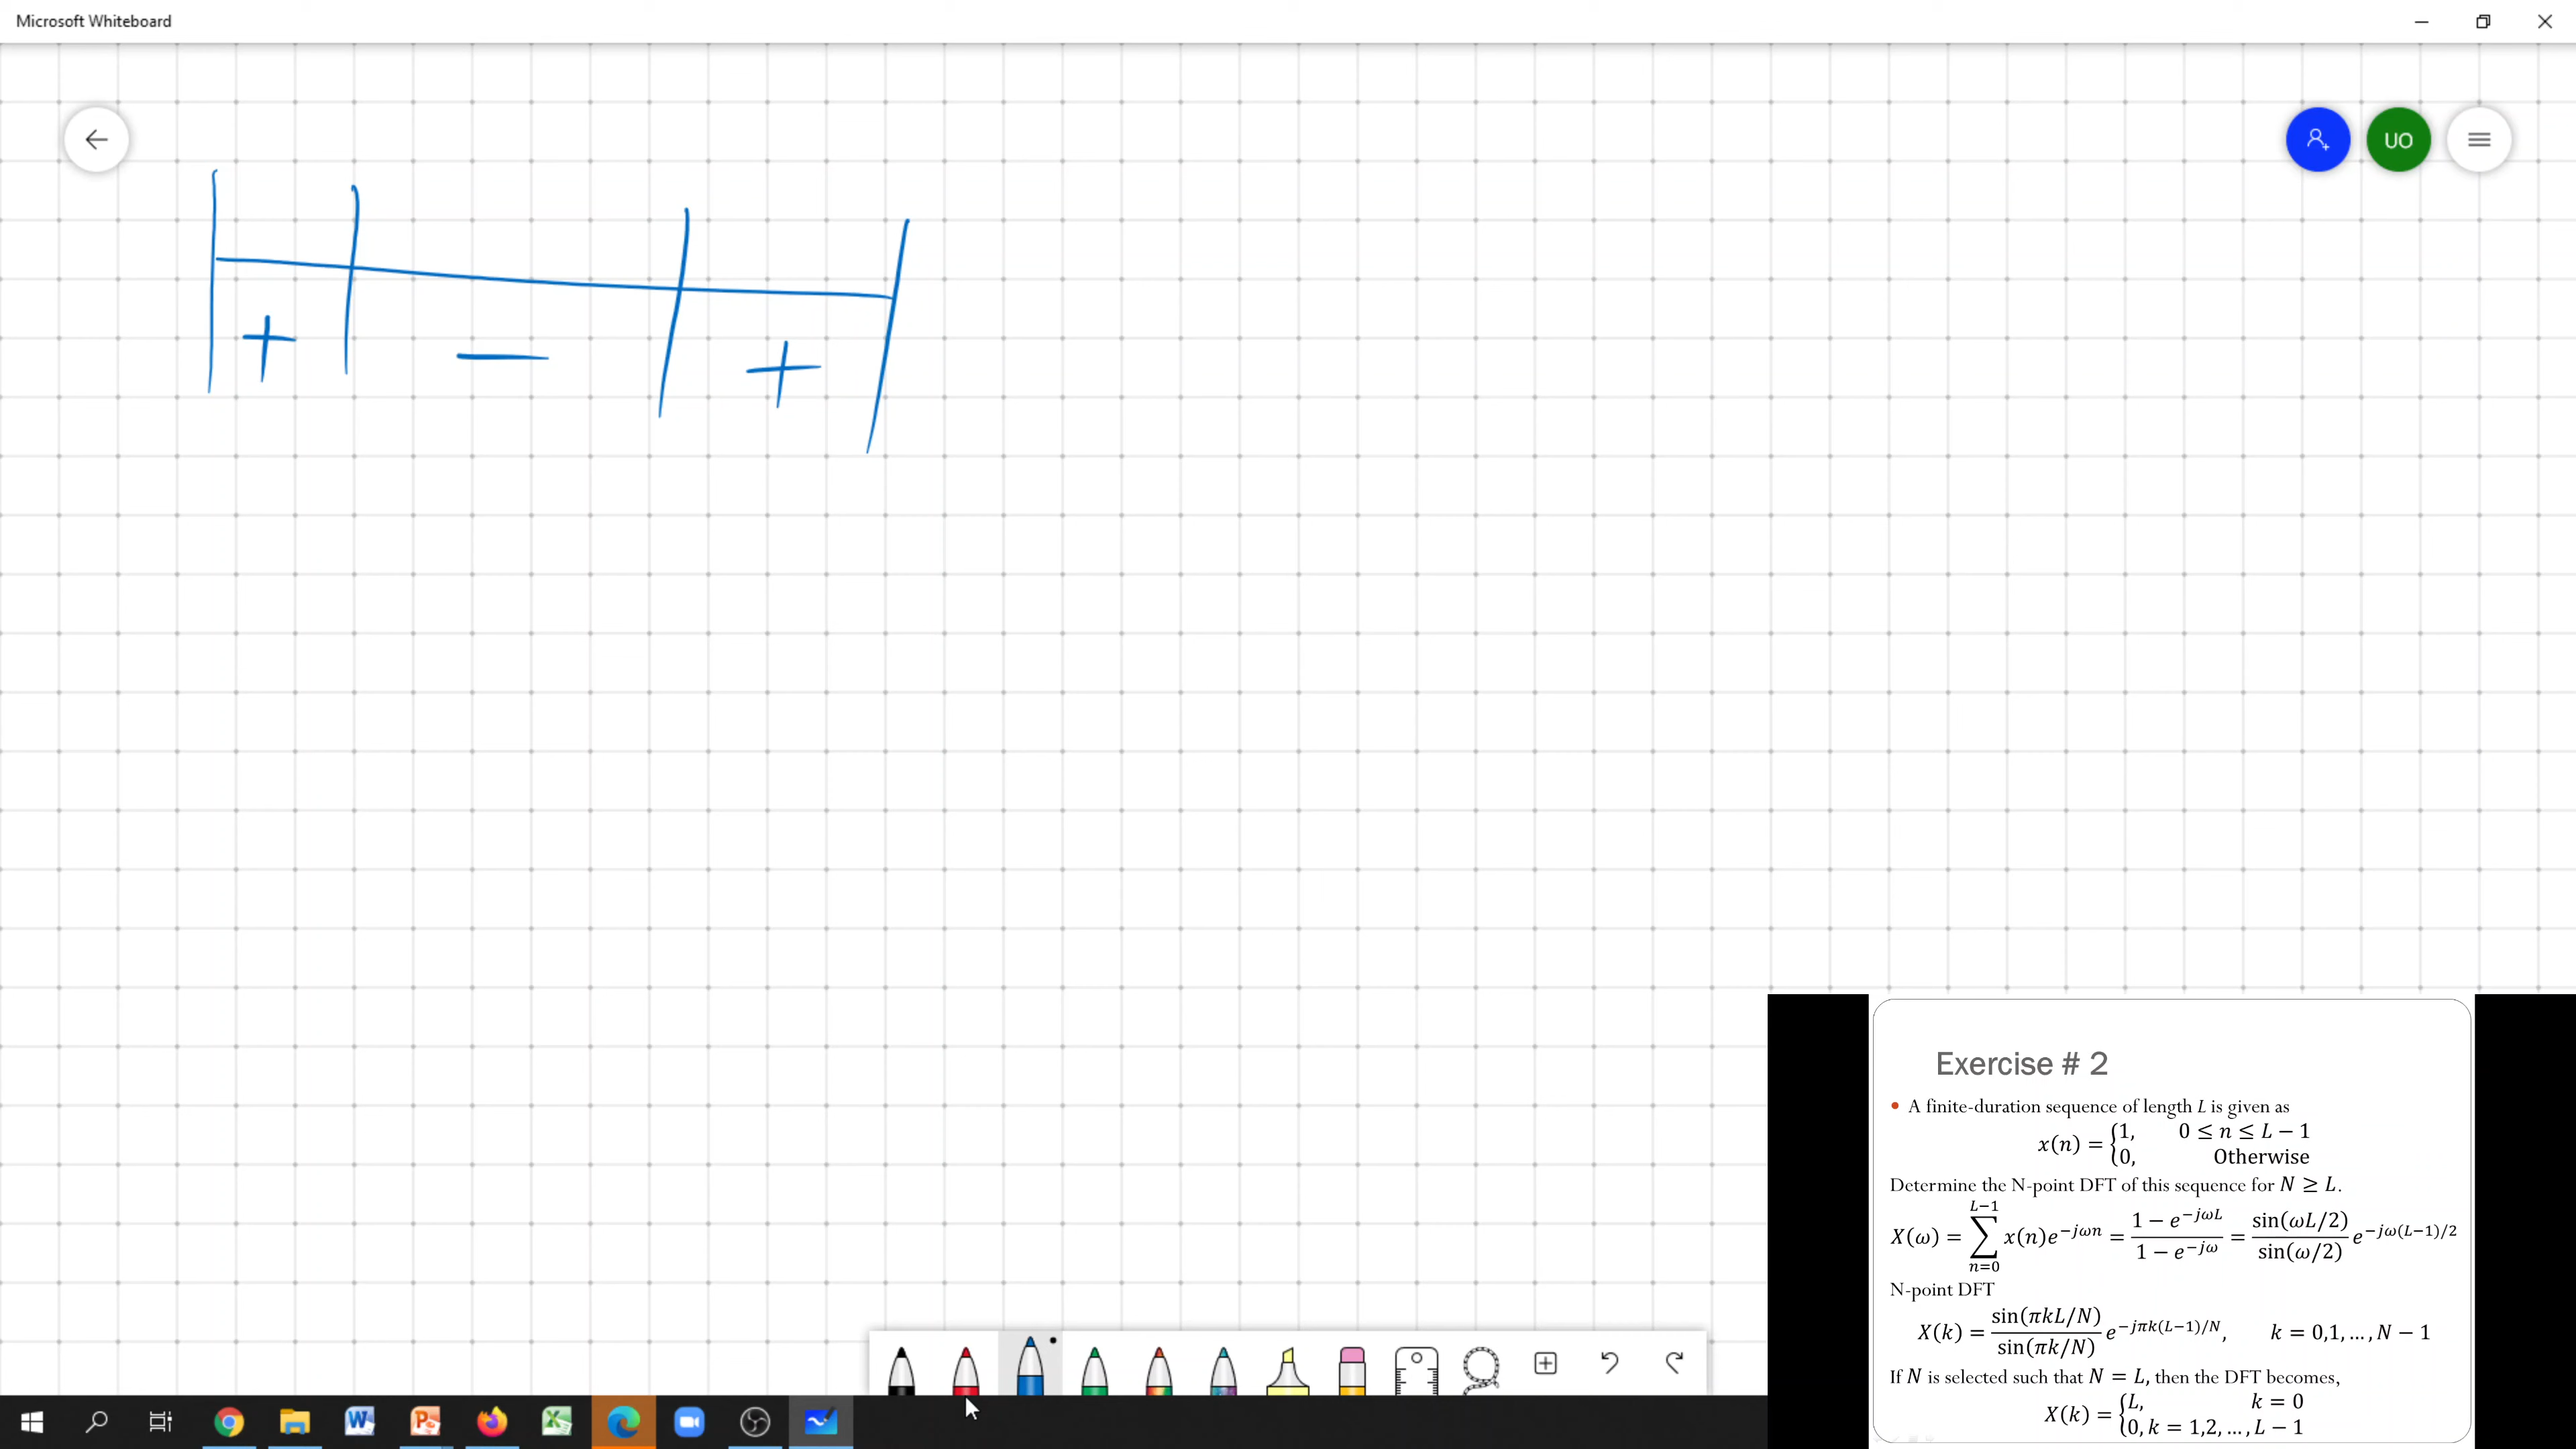 Microsoft Whiteboard
UO
+ − +
Exercise # 2
• A finite-duration sequence of length L is given as
x(n) = {1, 0 ≤ n ≤ L − 1
0, Otherwise
Determine the N-point DFT of this sequence for N ≥ L.
X(ω) = ∑_{n=0}^{L−1} x(n)e^{−jωn} = (1 − e^{−jωL})/(1 − e^{−jω}) = (sin(ωL/2))/(sin(ω/2)) e^{−jω(L−1)/2}
N-point DFT
X(k) = (sin(πkL/N))/(sin(πk/N)) e^{−jπk(L−1)/N}, k = 0,1, … , N − 1
If N is selected such that N = L, then the DFT becomes,
X(k) = {L, k = 0
0, k = 1,2, … , L − 1